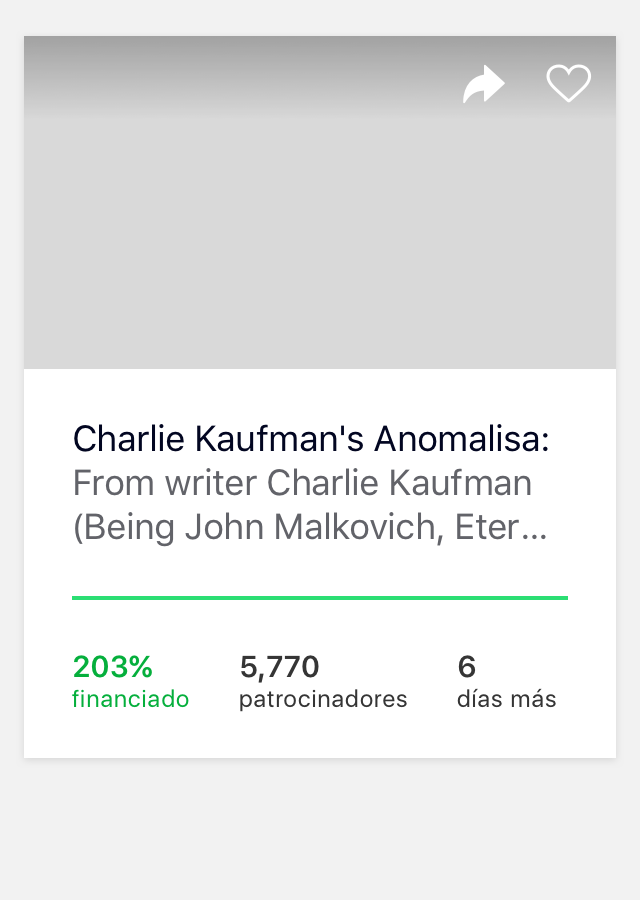 Charlie Kaufman's Anomalisa:
From writer Charlie Kaufman
(Being John Malkovich, Eter...
203% 5,770 6
financiado patrocinadores días más